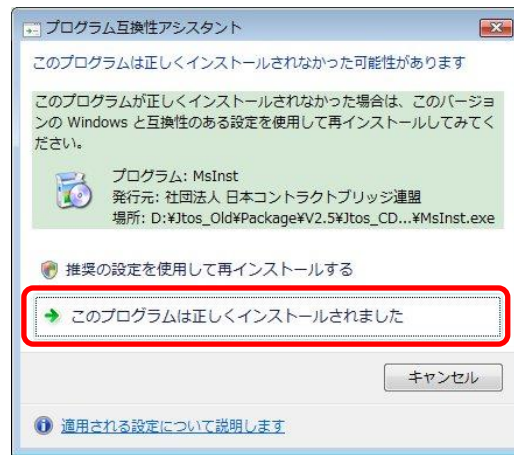 プログラム互換性アシスタント
このプログラムは正しくインストールされなかった可能性があります
このプログラムが正しくインストールされなかった場合は、このバージョ
ンの Windows と互換性のある設定を使用して再インストールしてみてく
ださい。
プログラム: MsInst
発行元: 社団法人 日本コントラクトブリッジ連盟
場所: D:¥Jtos_Old¥Package¥V2.5¥Jtos_CD...¥MsInst.exe
推奨の設定を使用して再インストールする
このプログラムは正しくインストールされました
キャンセル
適用される設定について説明します